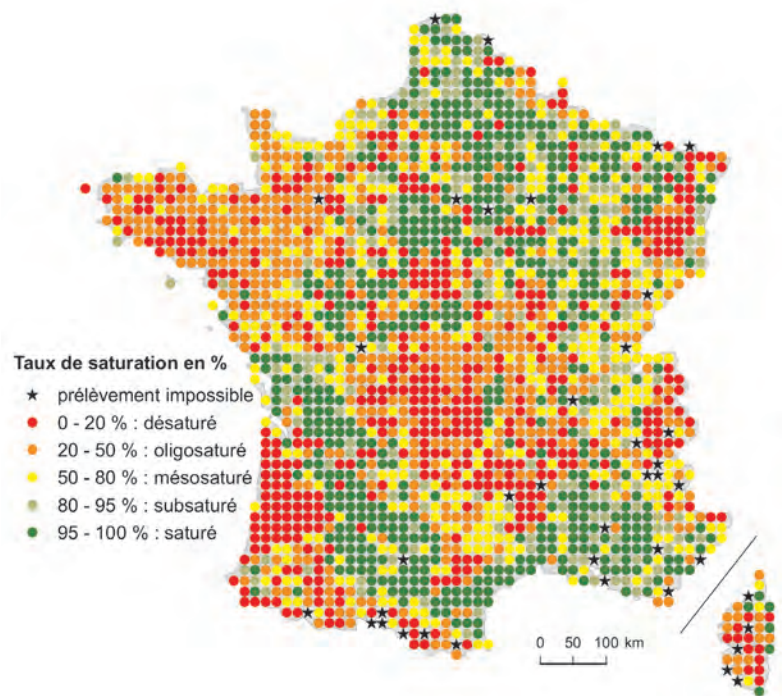 Taux de saturation en %
prélèvement impossible
0 - 20 % : désaturé
20 - 50 % : oligosaturé
50 - 80 % : mésosaturé
80 - 95 % : subsaturé
95 - 100 % : saturé
0 50 100 km